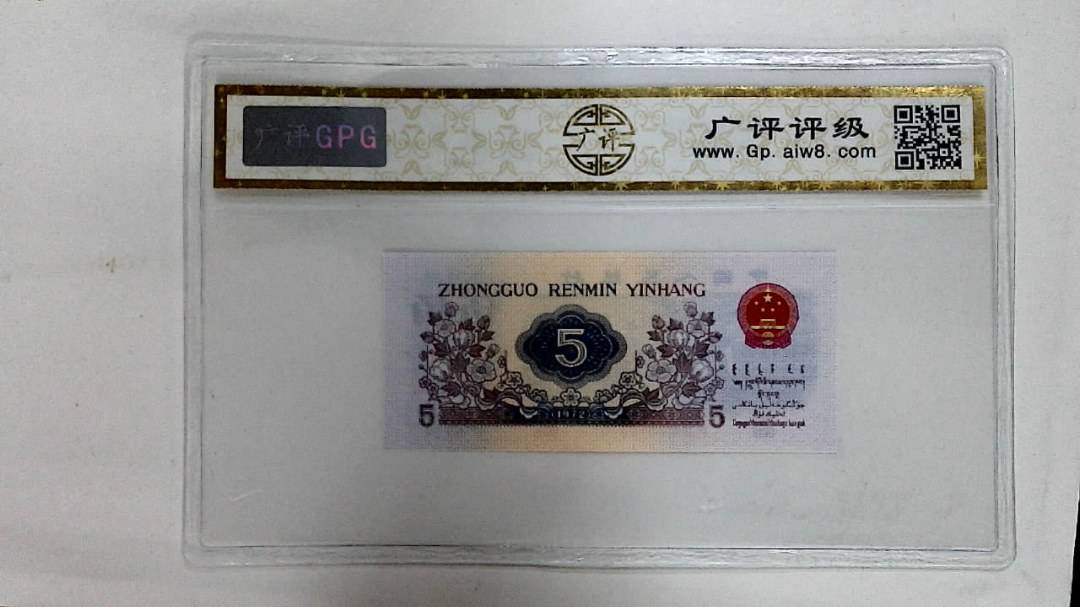 广评GPG
广评
广评评级
www.Gp.aiw8.com
ZHONGGUO RENMIN YINHANG
5
5
5
1972